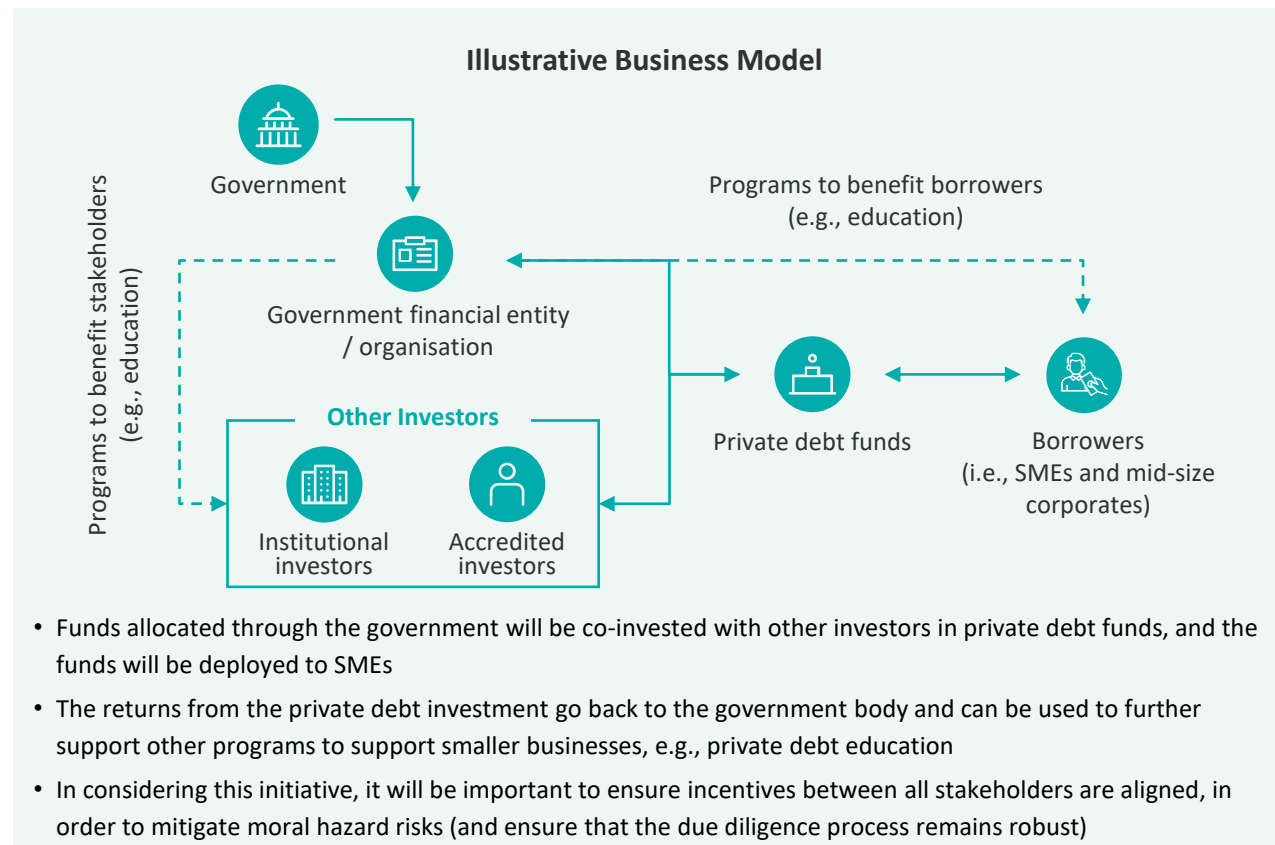 Illustrative Business Model
Government
Programs to benefit stakeholders
(e.g., education)
Government financial entity
/ organisation
Programs to benefit borrowers
(e.g., education)
Other Investors
Institutional
investors
Accredited
investors
Private debt funds
Borrowers
(i.e., SMEs and mid-size
corporates)
• Funds allocated through the government will be co-invested with other investors in private debt funds, and the
funds will be deployed to SMEs
• The returns from the private debt investment go back to the government body and can be used to further
support other programs to support smaller businesses, e.g., private debt education
• In considering this initiative, it will be important to ensure incentives between all stakeholders are aligned, in
order to mitigate moral hazard risks (and ensure that the due diligence process remains robust)